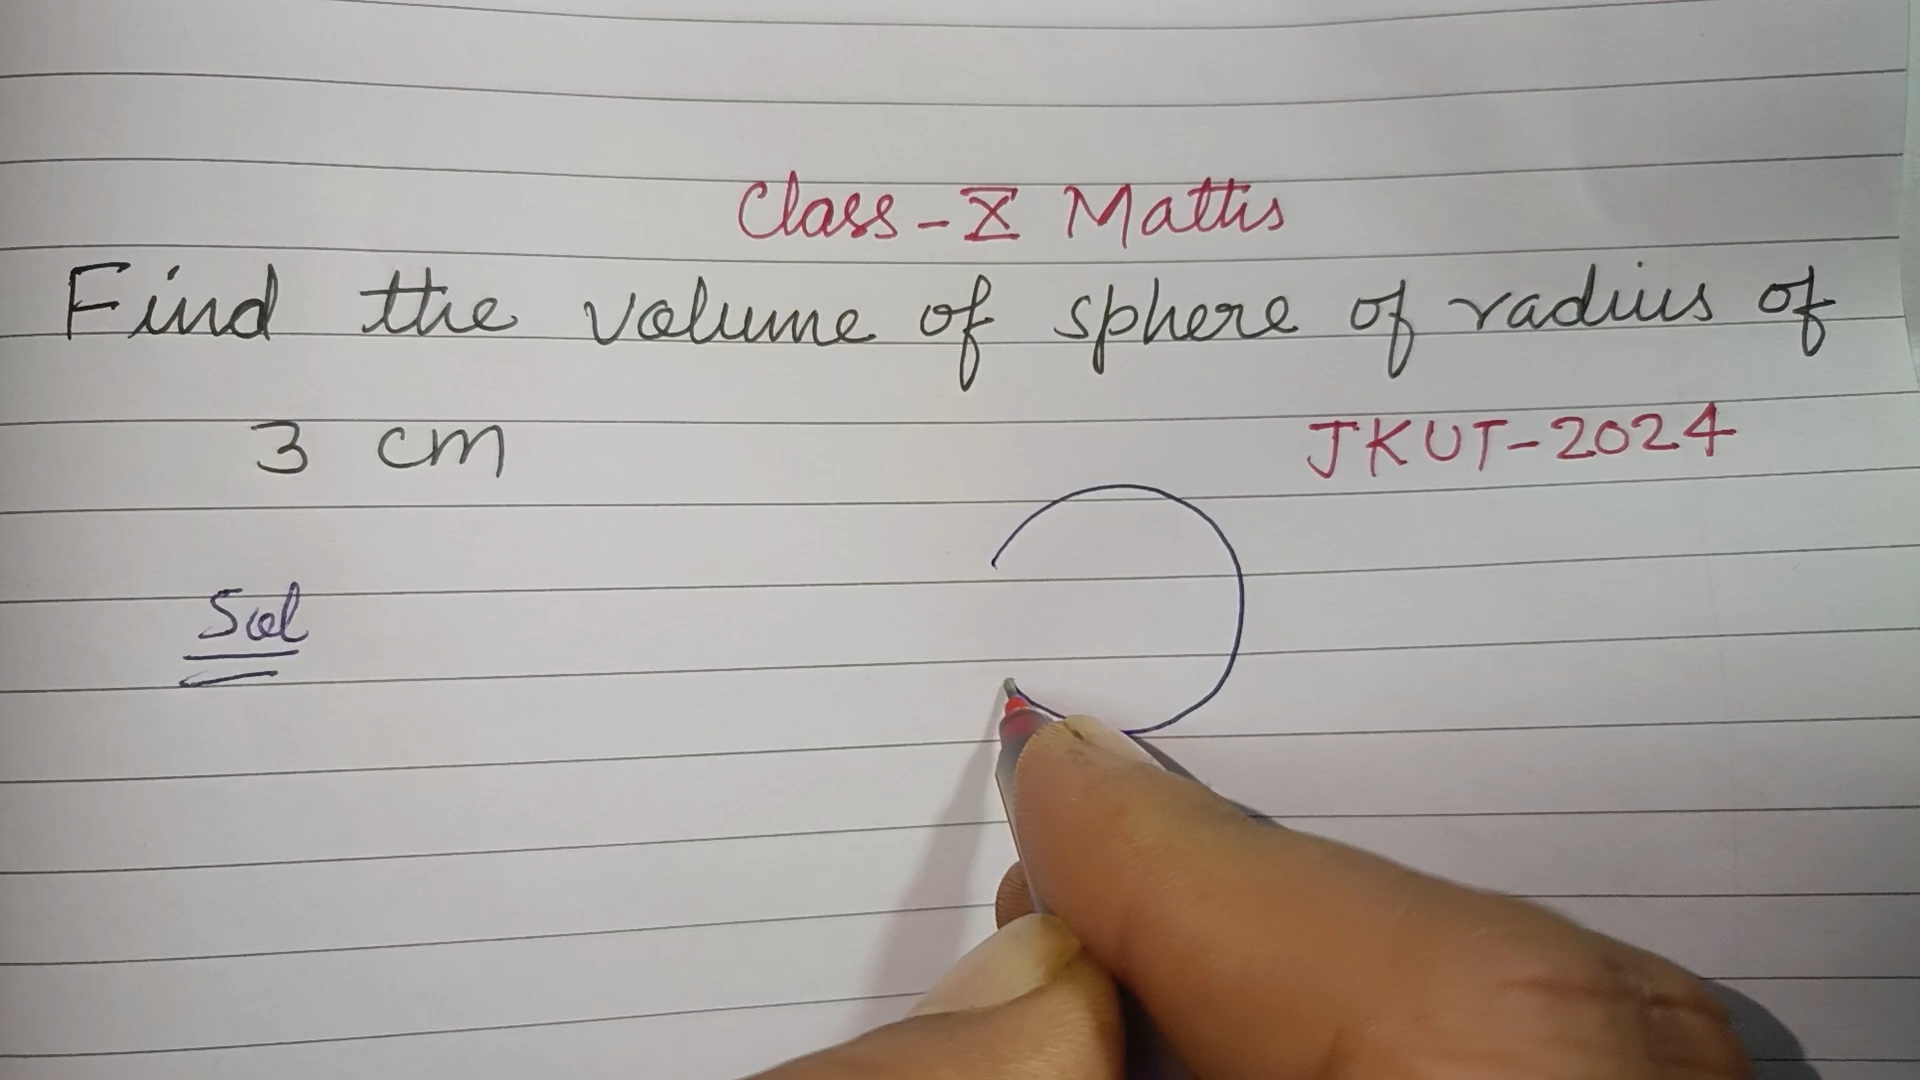 Class-X Maths
Find the volume of sphere of radius of
3 cm
JKUT-2024
Sol